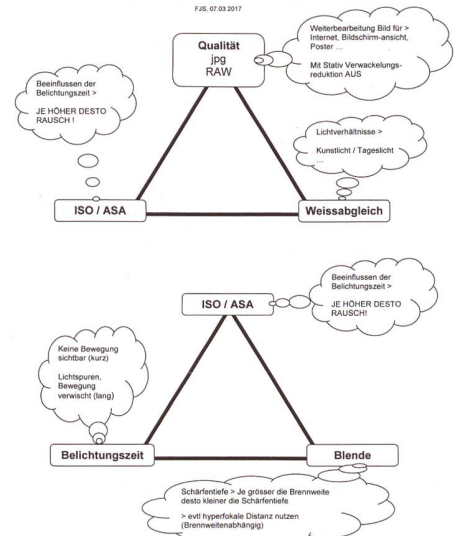 FJS, 07.03.2017
Qualität
jpg
RAW
Weiterbearbeitung Bild für >
Internet, Bildschirm-ansicht,
Poster ...
Mit Stativ Verwackelungs-
reduktion AUS
Beeinflussen der
Belichtungszeit >
JE HÖHER DESTO
RAUSCH !
Lichtverhältnisse >
Kunstlicht / Tageslicht
...
ISO / ASA
Weissabgleich
ISO / ASA
Beeinflussen der
Belichtungszeit >
JE HÖHER DESTO
RAUSCH!
Keine Bewegung
sichtbar (kurz)
Lichtspuren,
Bewegung
verwischt (lang)
Belichtungszeit
Blende
Schärfentiefe > Je grösser die Brennweite
desto kleiner die Schärfentiefe
> evtl hyperfokale Distanz nutzen
(Brennweitenabhängig)